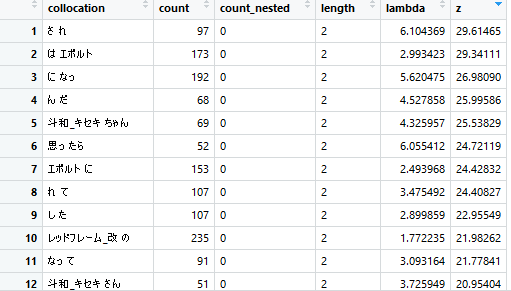 collocation count count_nested length lambda z
1 さ れ 97 0 2 6.104369 29.61465
2 は エボルト 173 0 2 2.993423 29.34111
3 に なっ 192 0 2 5.620475 26.98090
4 ん だ 68 0 2 4.527858 25.99586
5 斗和_キセキ ちゃん 69 0 2 4.325957 25.53829
6 思っ たら 52 0 2 6.055412 24.72119
7 エボルト に 153 0 2 2.493968 24.42832
8 れ て 107 0 2 3.475492 24.40827
9 し た 107 0 2 2.899859 22.95549
10 レッドフレーム_改 の 235 0 2 1.772235 21.98262
11 なっ て 91 0 2 3.093164 21.77841
12 斗和_キセキ さん 51 0 2 3.725949 20.95404